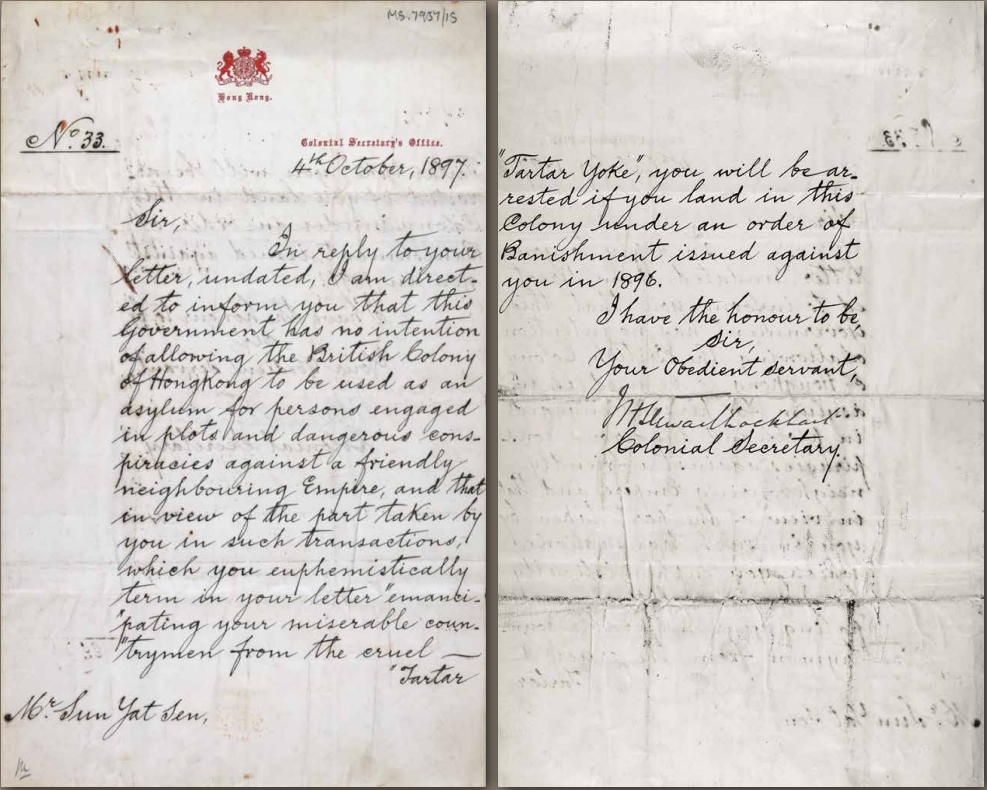 MS. 7937/15
Hong Kong.
No. 33.
Colonial Secretary's Office.
4th October, 1897.
Sir,
In reply to your
letter, undated, I am direct-
ed to inform you that this
Government has no intention
of allowing the British Colony
of Hongkong to be used as an
asylum for persons engaged
in plots and dangerous cons-
piracies against a friendly
neighbouring Empire, and that
in view of the part taken by
you in such transactions,
which you euphemistically
term in your letter "emanci-
"pating your miserable coun-
"trymen from the cruel —
"Tartar
Mr. Sun Yat Sen,
"Tartar Yoke", you will be ar-
rested if you land in this
Colony under an order of
Banishment issued against
you in 1896.
I have the honour to be,
Sir,
Your Obedient servant,
J H Stewart Lockhart
Colonial Secretary.